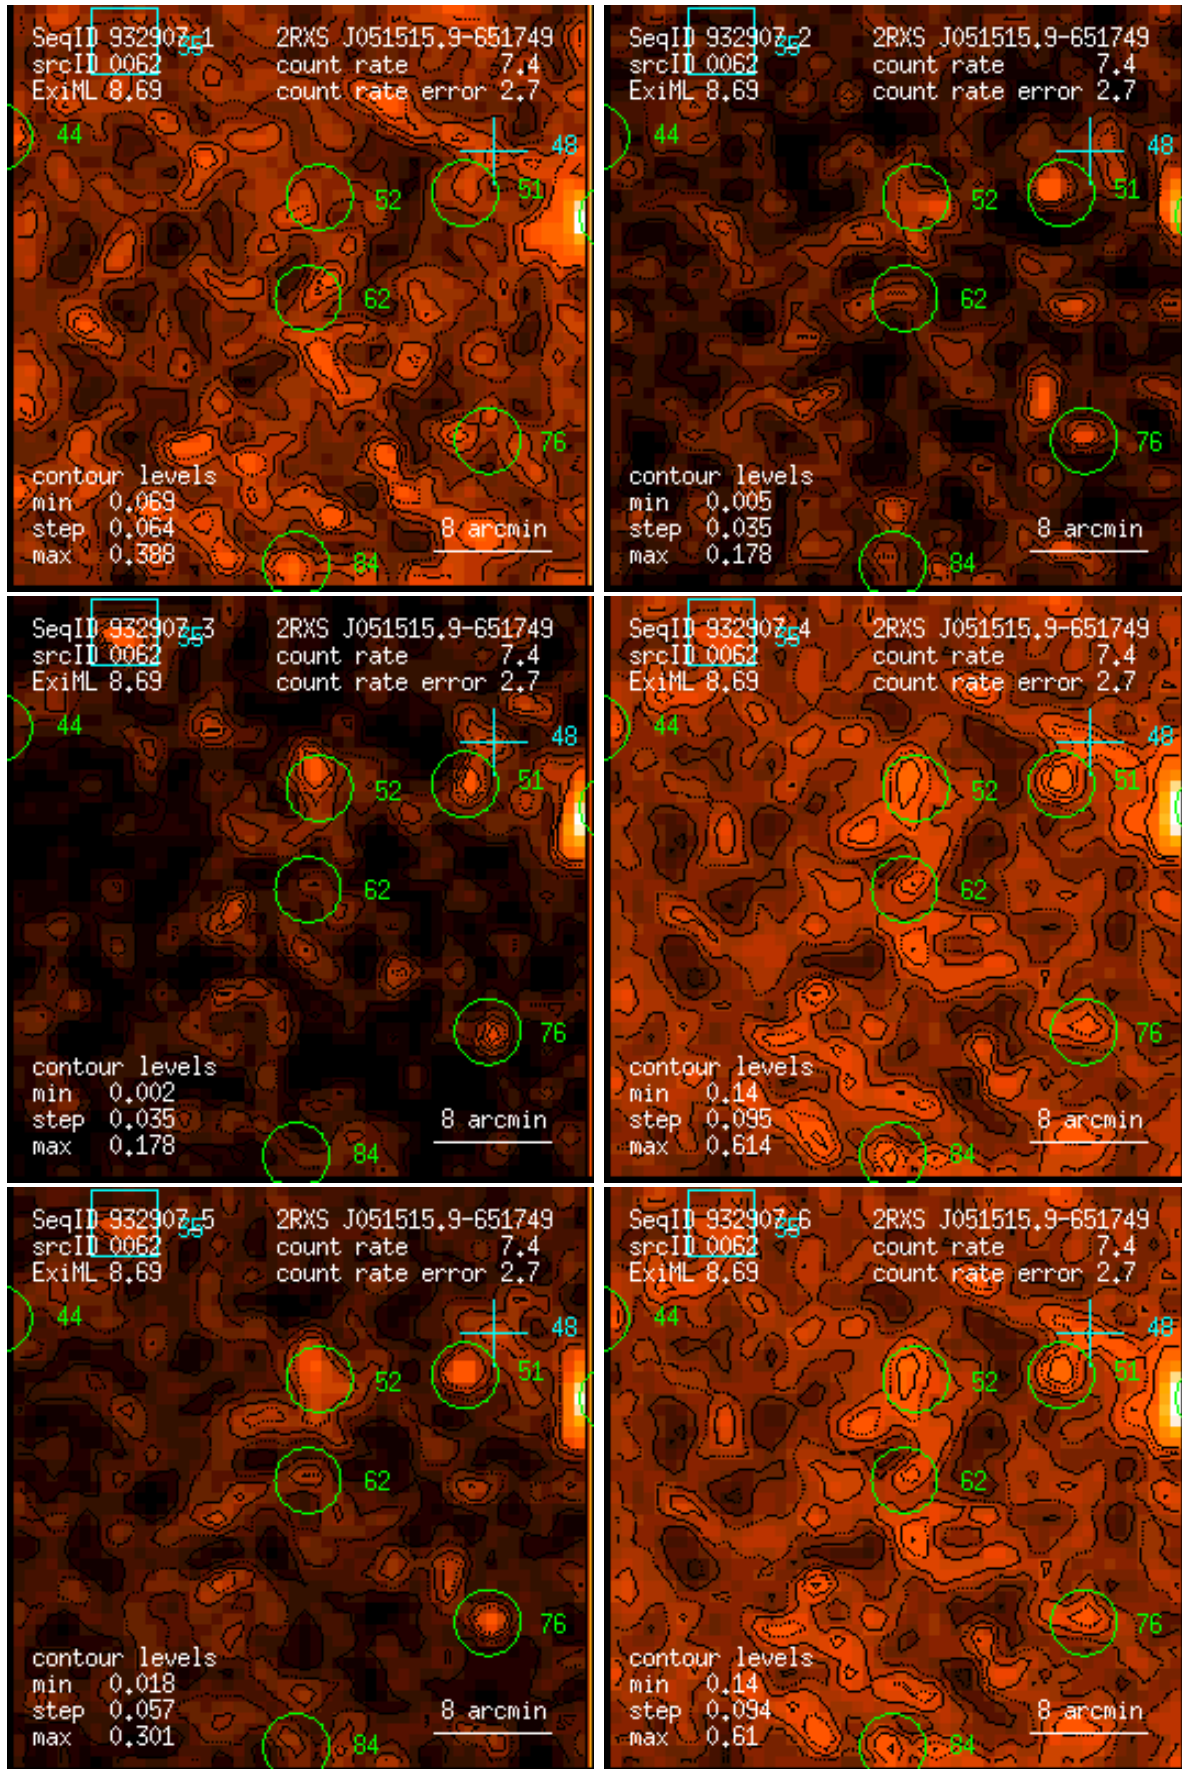 SeqID 932907_1 2RXS J051515.9-651749
srcID 0062 35 count rate 7.4
ExiML 8.69 count rate error 2.7
44
48
52
51
62
76
contour levels
min 0.069
step 0.064 8 arcmin
max 0.388
84
SeqID 932907_2 2RXS J051515.9-651749
srcID 0062 35 count rate 7.4
ExiML 8.69 count rate error 2.7
44
48
52
51
62
76
contour levels
min 0.005
step 0.035 8 arcmin
max 0.178
84
SeqID 932907_3 2RXS J051515.9-651749
srcID 0062 35 count rate 7.4
ExiML 8.69 count rate error 2.7
44
48
52
51
62
76
contour levels
min 0.002
step 0.035 8 arcmin
max 0.178
84
SeqID 932907_4 2RXS J051515.9-651749
srcID 0062 35 count rate 7.4
ExiML 8.69 count rate error 2.7
44
48
52
51
62
76
contour levels
min 0.14
step 0.095 8 arcmin
max 0.614
84
SeqID 932907_5 2RXS J051515.9-651749
srcID 0062 35 count rate 7.4
ExiML 8.69 count rate error 2.7
44
48
52
51
62
76
contour levels
min 0.018
step 0.057 8 arcmin
max 0.301
84
SeqID 932907_6 2RXS J051515.9-651749
srcID 0062 35 count rate 7.4
ExiML 8.69 count rate error 2.7
44
48
52
51
62
76
contour levels
min 0.14
step 0.094 8 arcmin
max 0.61
84